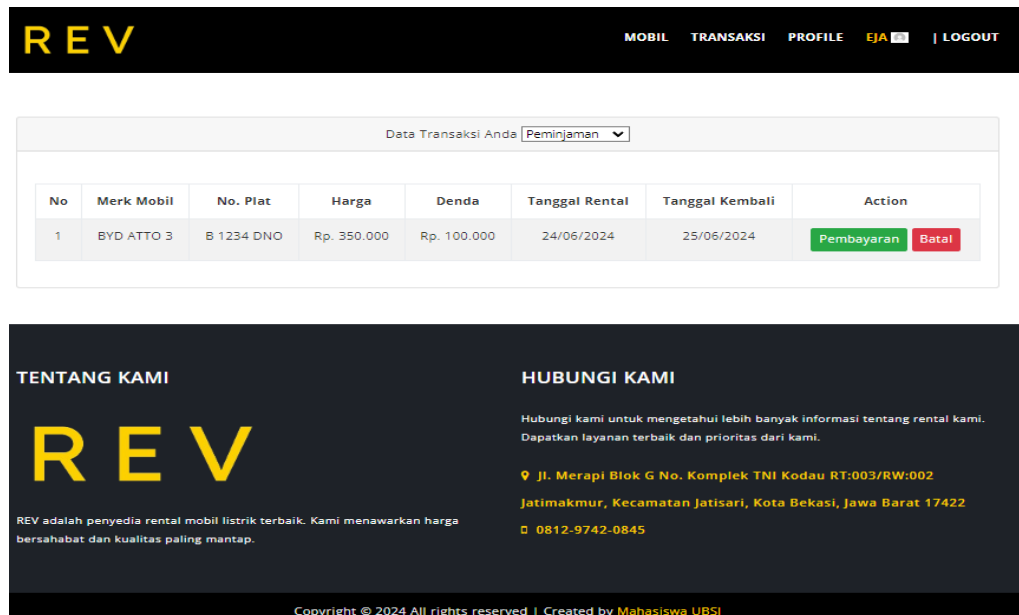 REV
MOBIL TRANSAKSI PROFILE EJA | LOGOUT
Data Transaksi Anda Peminjaman
No Merk Mobil No. Plat Harga Denda Tanggal Rental Tanggal Kembali Action
1 BYD ATTO 3 B 1234 DNO Rp. 350.000 Rp. 100.000 24/06/2024 25/06/2024 Pembayaran Batal
TENTANG KAMI
REV
REV adalah penyedia rental mobil listrik terbaik. Kami menawarkan harga
bersahabat dan kualitas paling mantap.
HUBUNGI KAMI
Hubungi kami untuk mengetahui lebih banyak informasi tentang rental kami.
Dapatkan layanan terbaik dan prioritas dari kami.
Jl. Merapi Blok G No. Komplek TNI Kodau RT:003/RW:002
Jatimakmur, Kecamatan Jatisari, Kota Bekasi, Jawa Barat 17422
0812-9742-0845
Copyright © 2024 All rights reserved | Created by Mahasiswa UBSI